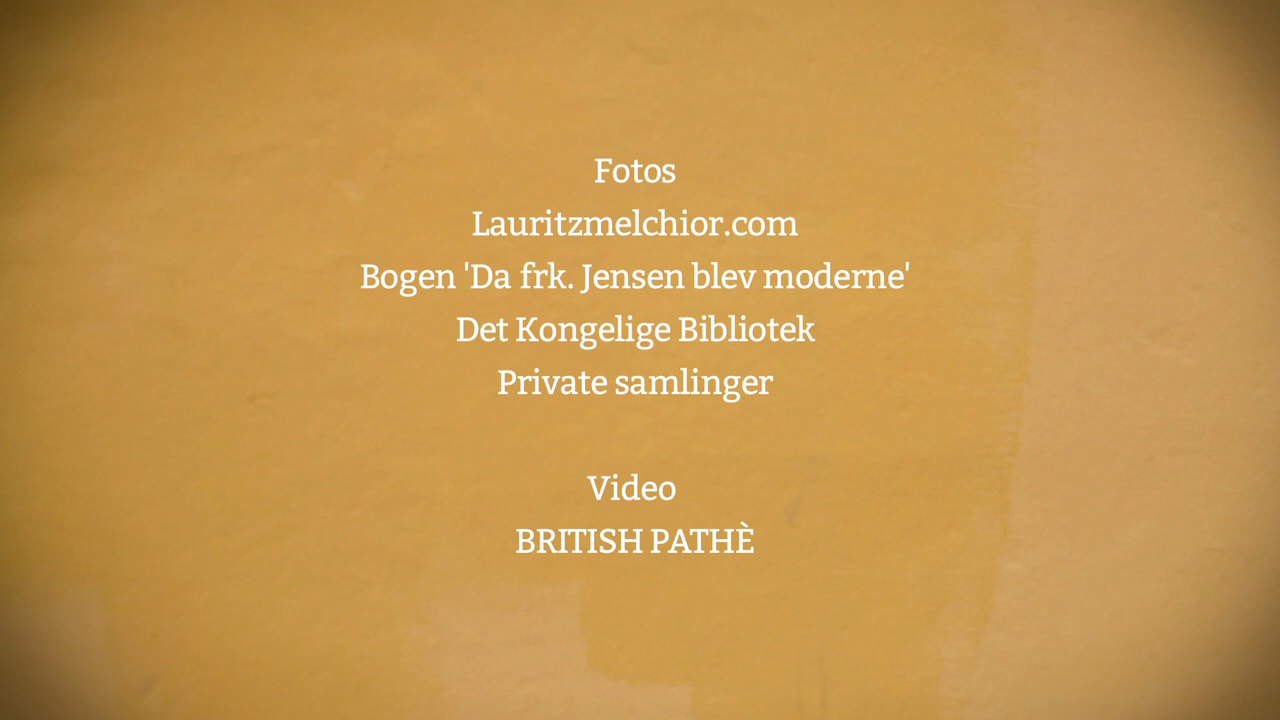 Fotos
Lauritzmelchior.com
Bogen 'Da frk. Jensen blev moderne'
Det Kongelige Bibliotek
Private samlinger
Video
BRITISH PATHÈ